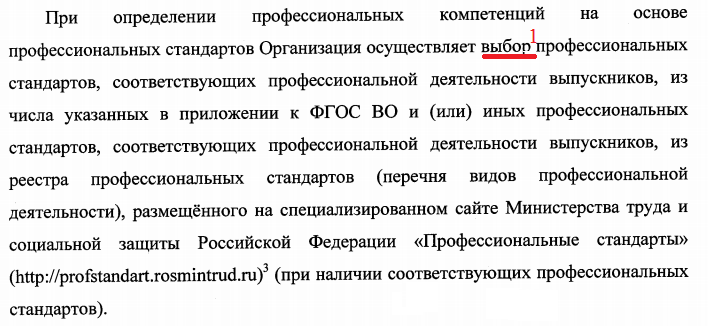 При определении профессиональных компетенций на основе
профессиональных стандартов Организация осуществляет выбор1 профессиональных
стандартов, соответствующих профессиональной деятельности выпускников, из
числа указанных в приложении к ФГОС ВО и (или) иных профессиональных
стандартов, соответствующих профессиональной деятельности выпускников, из
реестра профессиональных стандартов (перечня видов профессиональной
деятельности), размещённого на специализированном сайте Министерства труда и
социальной защиты Российской Федерации «Профессиональные стандарты»
(http://profstandart.rosmintrud.ru)3 (при наличии соответствующих профессиональных
стандартов).